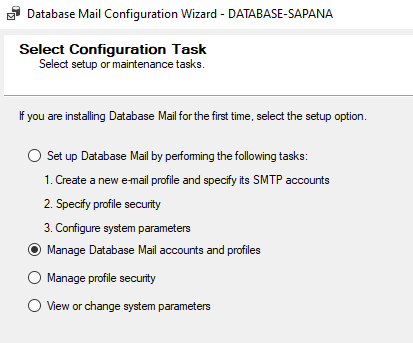 Database Mail Configuration Wizard - DATABASE-SAPANA
Select Configuration Task
Select setup or maintenance tasks.
If you are installing Database Mail for the first time, select the setup option.
Set up Database Mail by performing the following tasks:
1. Create a new e-mail profile and specify its SMTP accounts
2. Specify profile security
3. Configure system parameters
Manage Database Mail accounts and profiles
Manage profile security
View or change system parameters